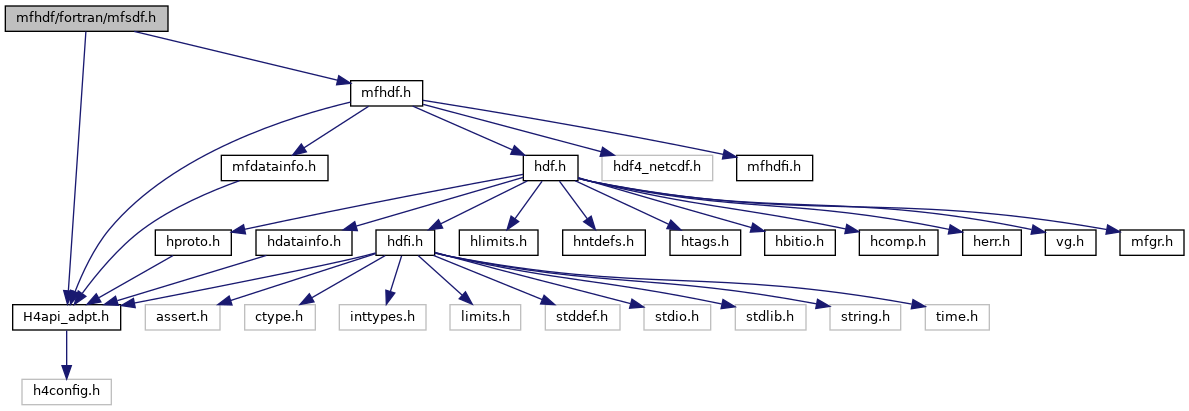 mfhdf/fortran/mfsdf.h
mfhdf.h
mfdatainfo.h
hdf.h
hdf4_netcdf.h
mfhdfi.h
hproto.h
hdatainfo.h
hdfi.h
hlimits.h
hntdefs.h
htags.h
hbitio.h
hcomp.h
herr.h
vg.h
mfgr.h
H4api_adpt.h
assert.h
ctype.h
inttypes.h
limits.h
stddef.h
stdio.h
stdlib.h
string.h
time.h
h4config.h